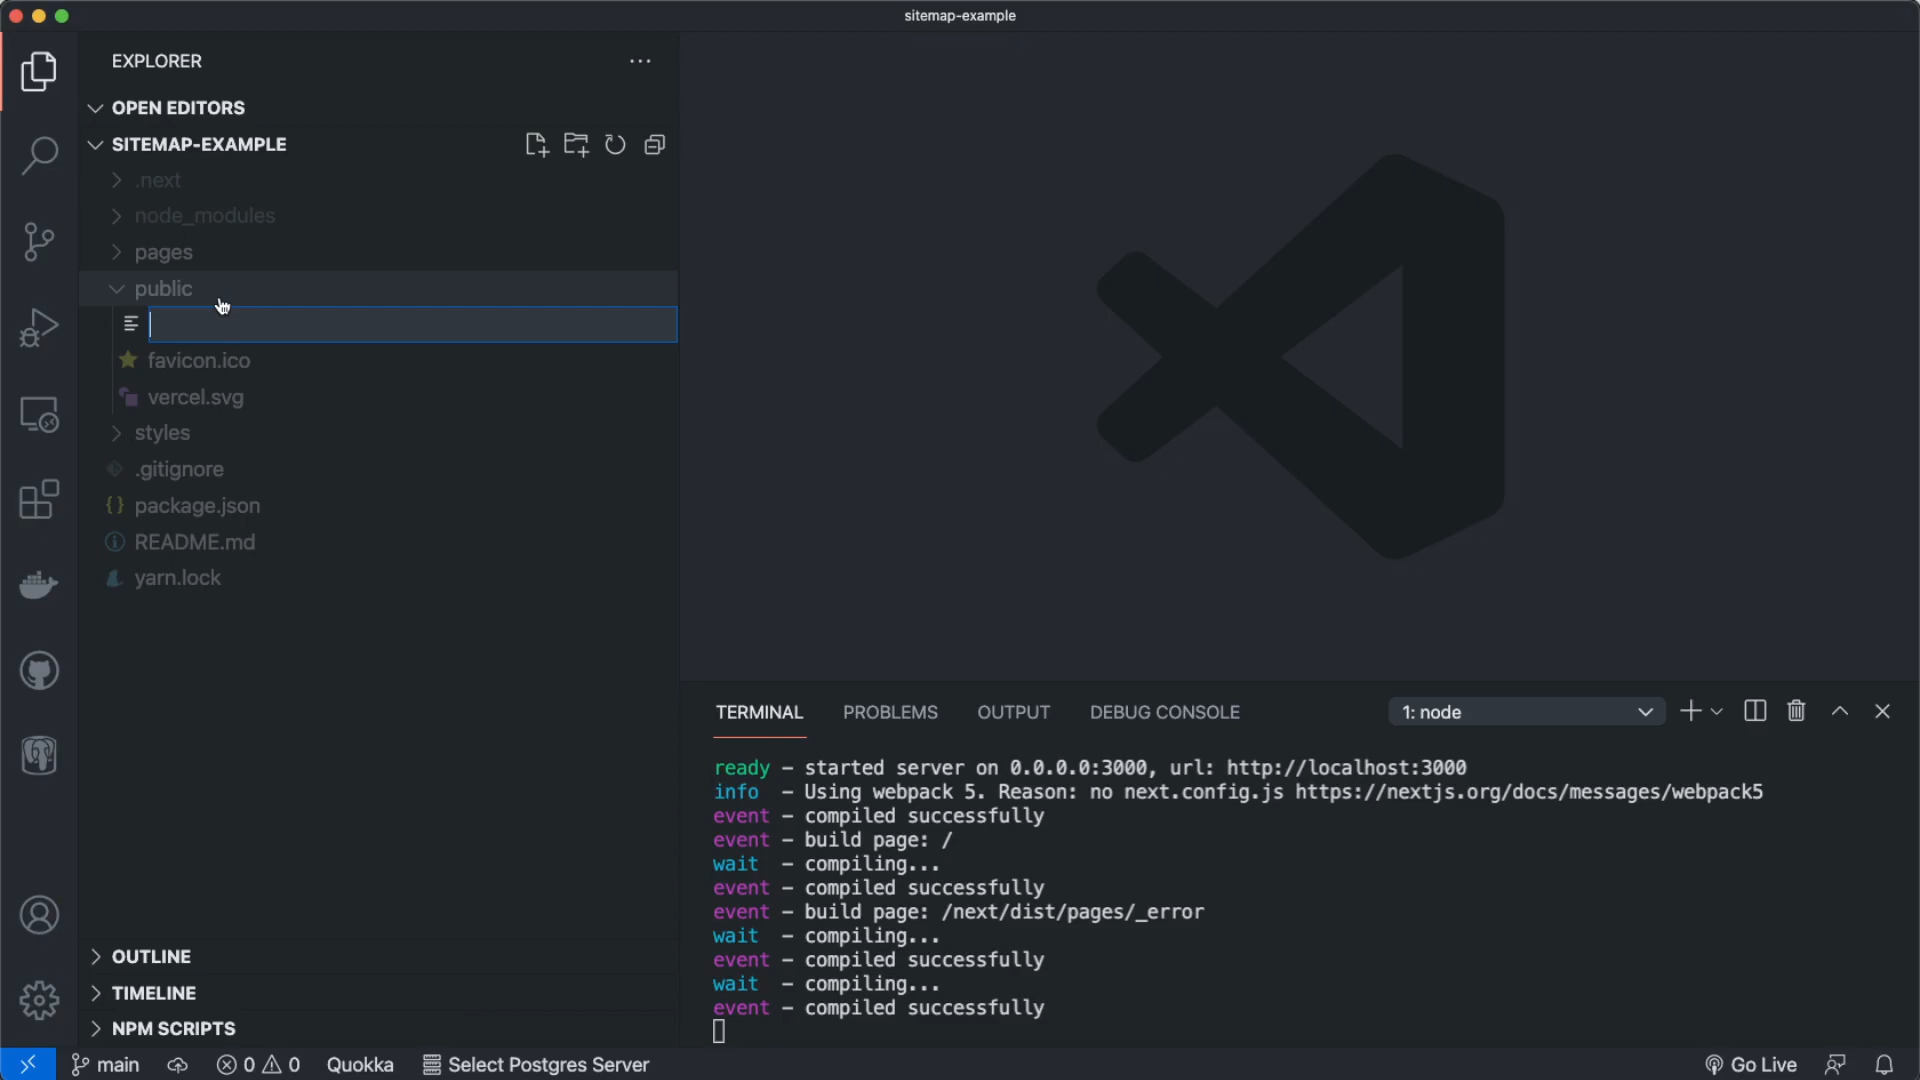 sitemap-example
EXPLORER
OPEN EDITORS
SITEMAP-EXAMPLE
.next
node_modules
pages
public
favicon.ico
vercel.svg
styles
.gitignore
package.json
README.md
yarn.lock
OUTLINE
TIMELINE
NPM SCRIPTS
TERMINAL PROBLEMS OUTPUT DEBUG CONSOLE 1: node
ready - started server on 0.0.0.0:3000, url: http://localhost:3000
info - Using webpack 5. Reason: no next.config.js https://nextjs.org/docs/messages/webpack5
event - compiled successfully
event - build page: /
wait - compiling...
event - compiled successfully
event - build page: /next/dist/pages/_error
wait - compiling...
event - compiled successfully
wait - compiling...
event - compiled successfully
main 0 0 Quokka Select Postgres Server Go Live